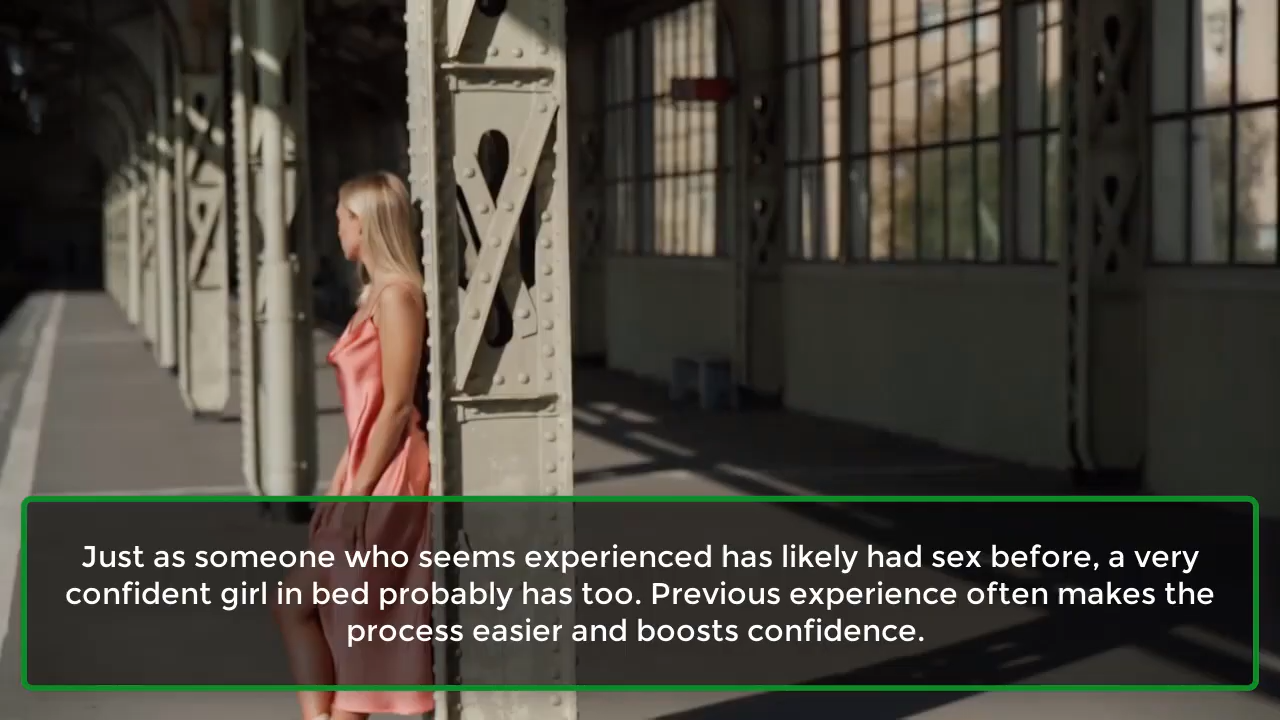 Just as someone who seems experienced has likely had sex before, a very
confident girl in bed probably has too. Previous experience often makes the
process easier and boosts confidence.